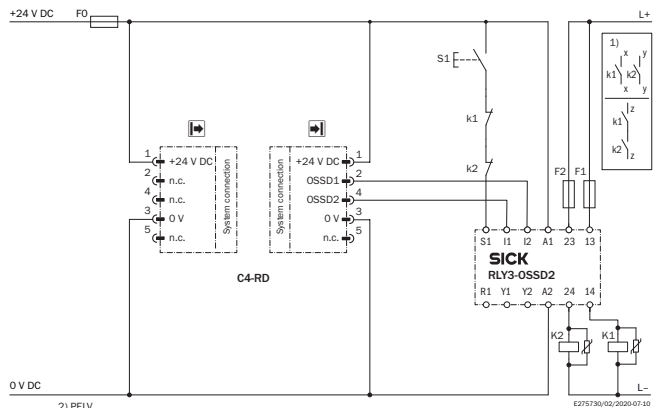 +24 V DC F0 L+
1)
x y
k1 k2
x y
z
k1
k2
z
S1
k1
k2
F2 F1
1 +24 V DC
2 n.c.
4 n.c.
3 0 V
5 n.c.
System connection
System connection
+24 V DC 1
OSSD1 2
OSSD2 4
0 V 3
n.c. 5
C4-RD
S1 I1 I2 A1 23 13
SICK
RLY3-OSSD2
R1 Y1 Y2 A2 24 14
K2 K1
0 V DC L–
2) PELV
E275730/02/2020-07-10